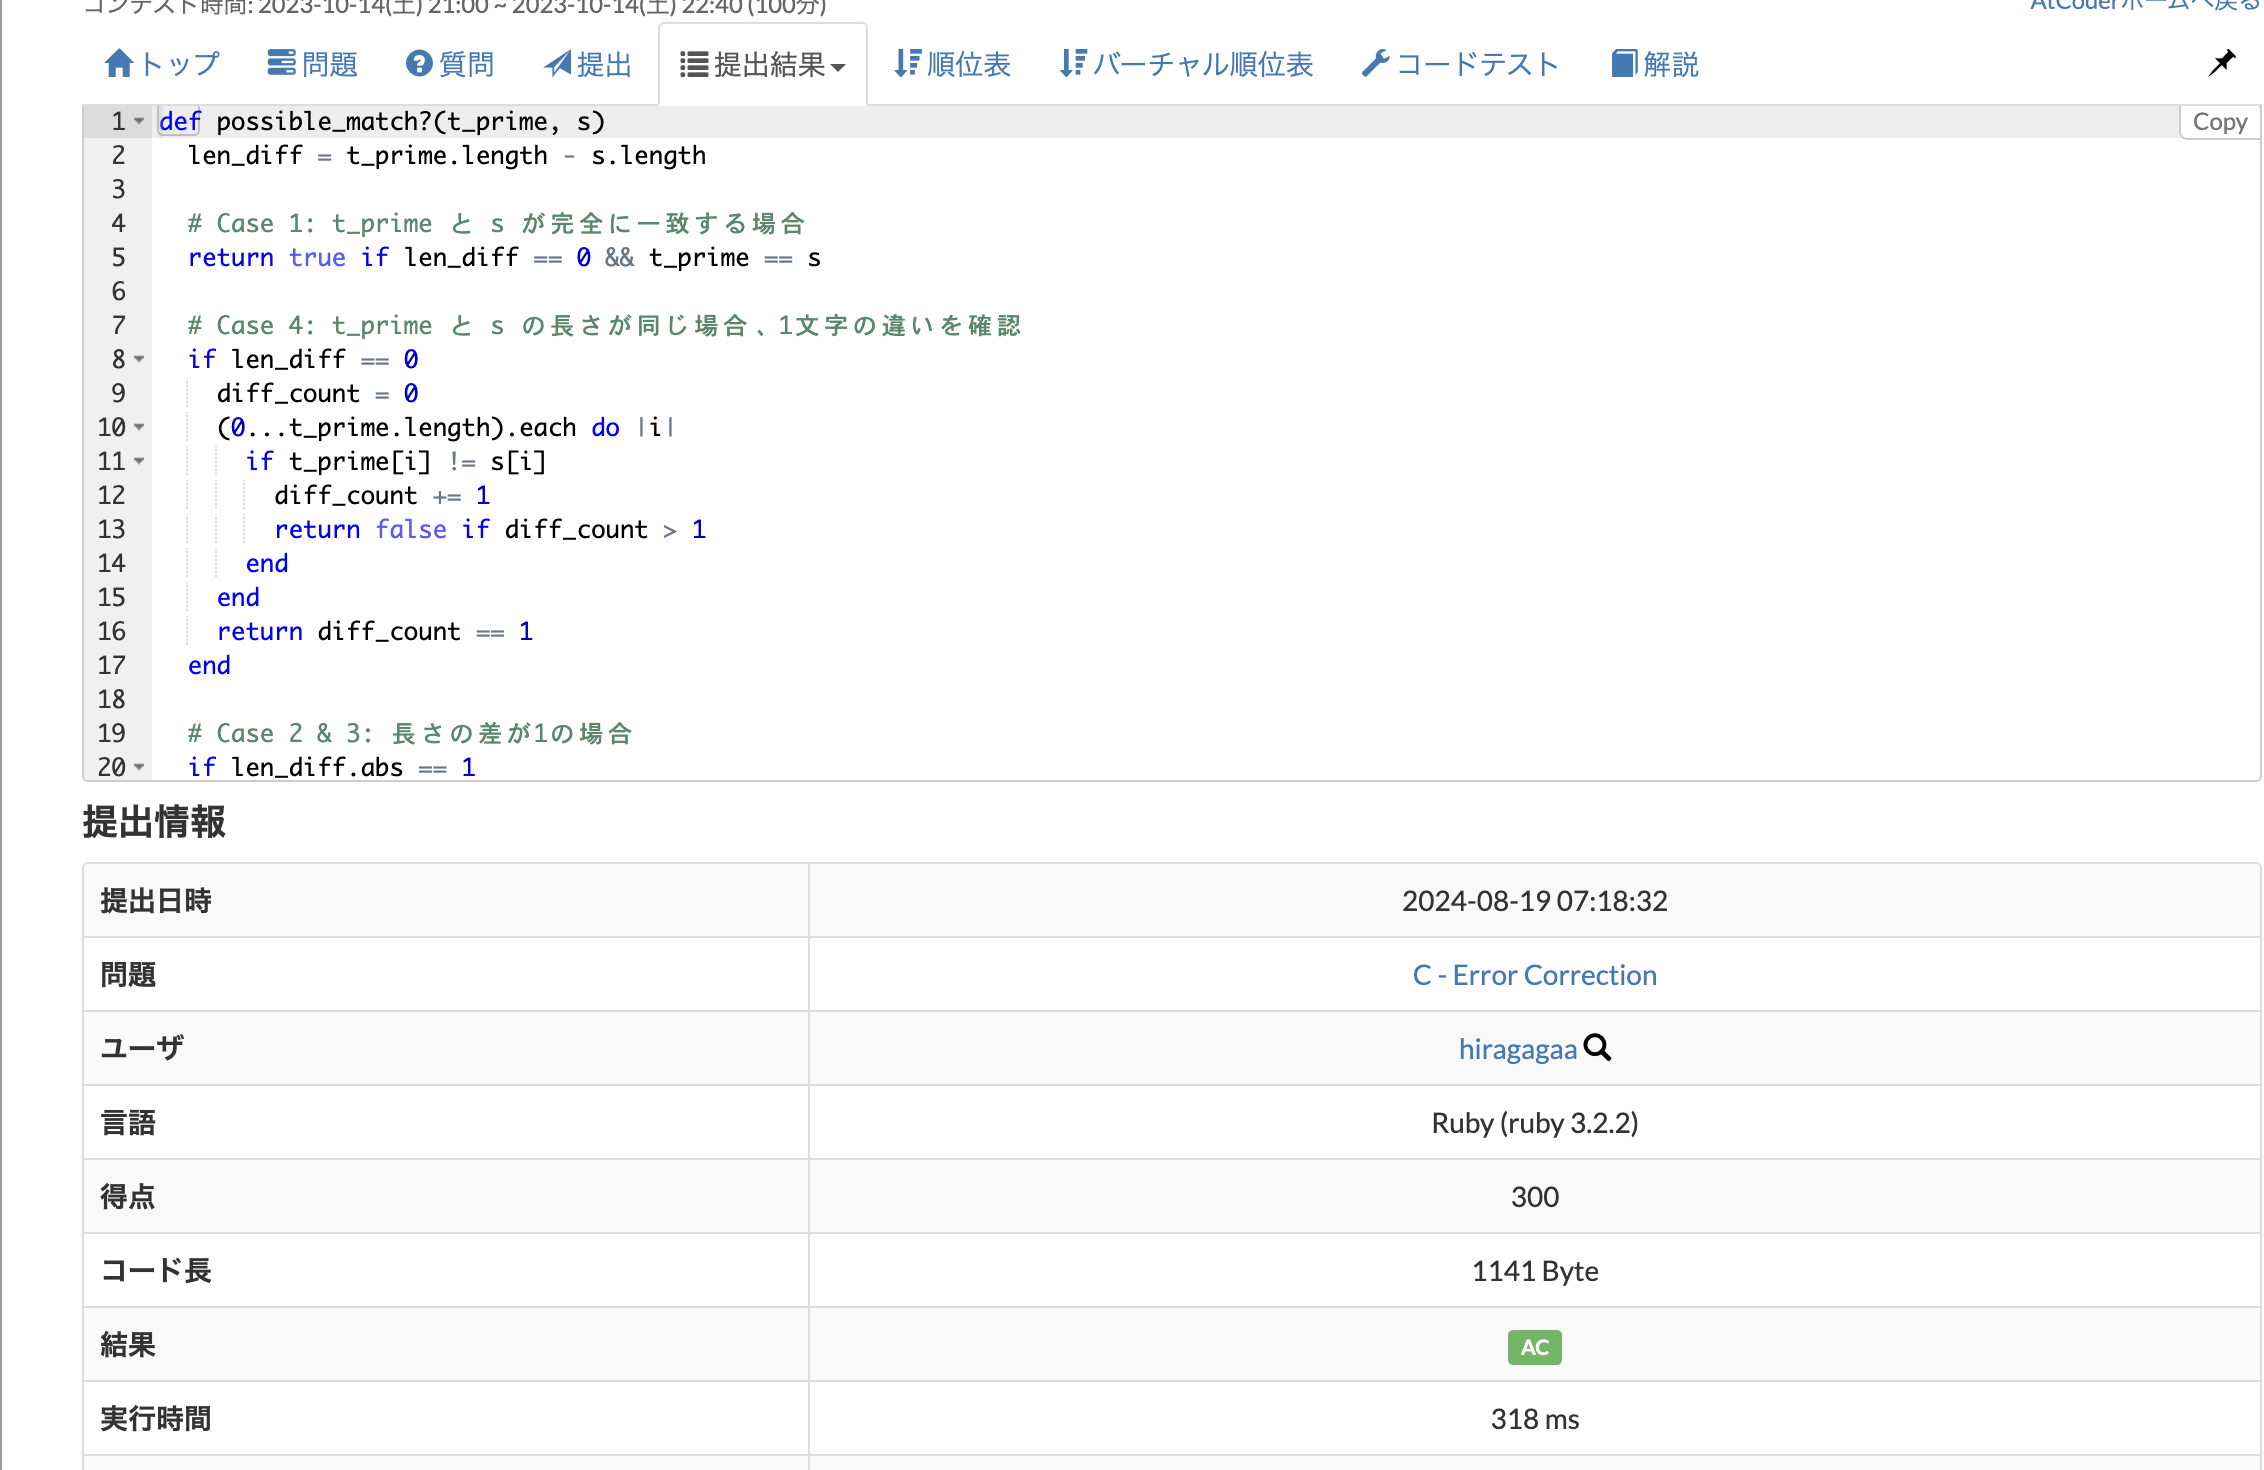 コンテスト時間: 2023-10-14(土) 21:00 ~ 2023-10-14(土) 22:40 (100分)
AtCoderホームへ戻る
トップ 問題 質問 提出 提出結果 順位表 バーチャル順位表 コードテスト 解説
1 def possible_match?(t_prime, s)
Copy
2 len_diff = t_prime.length - s.length
3
4 # Case 1: t_prime と s が完全に一致する場合
5 return true if len_diff == 0 && t_prime == s
6
7 # Case 4: t_prime と s の長さが同じ場合、1文字の違いを確認
8 if len_diff == 0
9 diff_count = 0
10 (0...t_prime.length).each do |i|
11 if t_prime[i] != s[i]
12 diff_count += 1
13 return false if diff_count > 1
14 end
15 end
16 return diff_count == 1
17 end
18
19 # Case 2 & 3: 長さの差が1の場合
20 if len_diff.abs == 1
提出情報
提出日時 2024-08-19 07:18:32
問題 C - Error Correction
ユーザ hiragagaa
言語 Ruby (ruby 3.2.2)
得点 300
コード長 1141 Byte
結果 AC
実行時間 318 ms